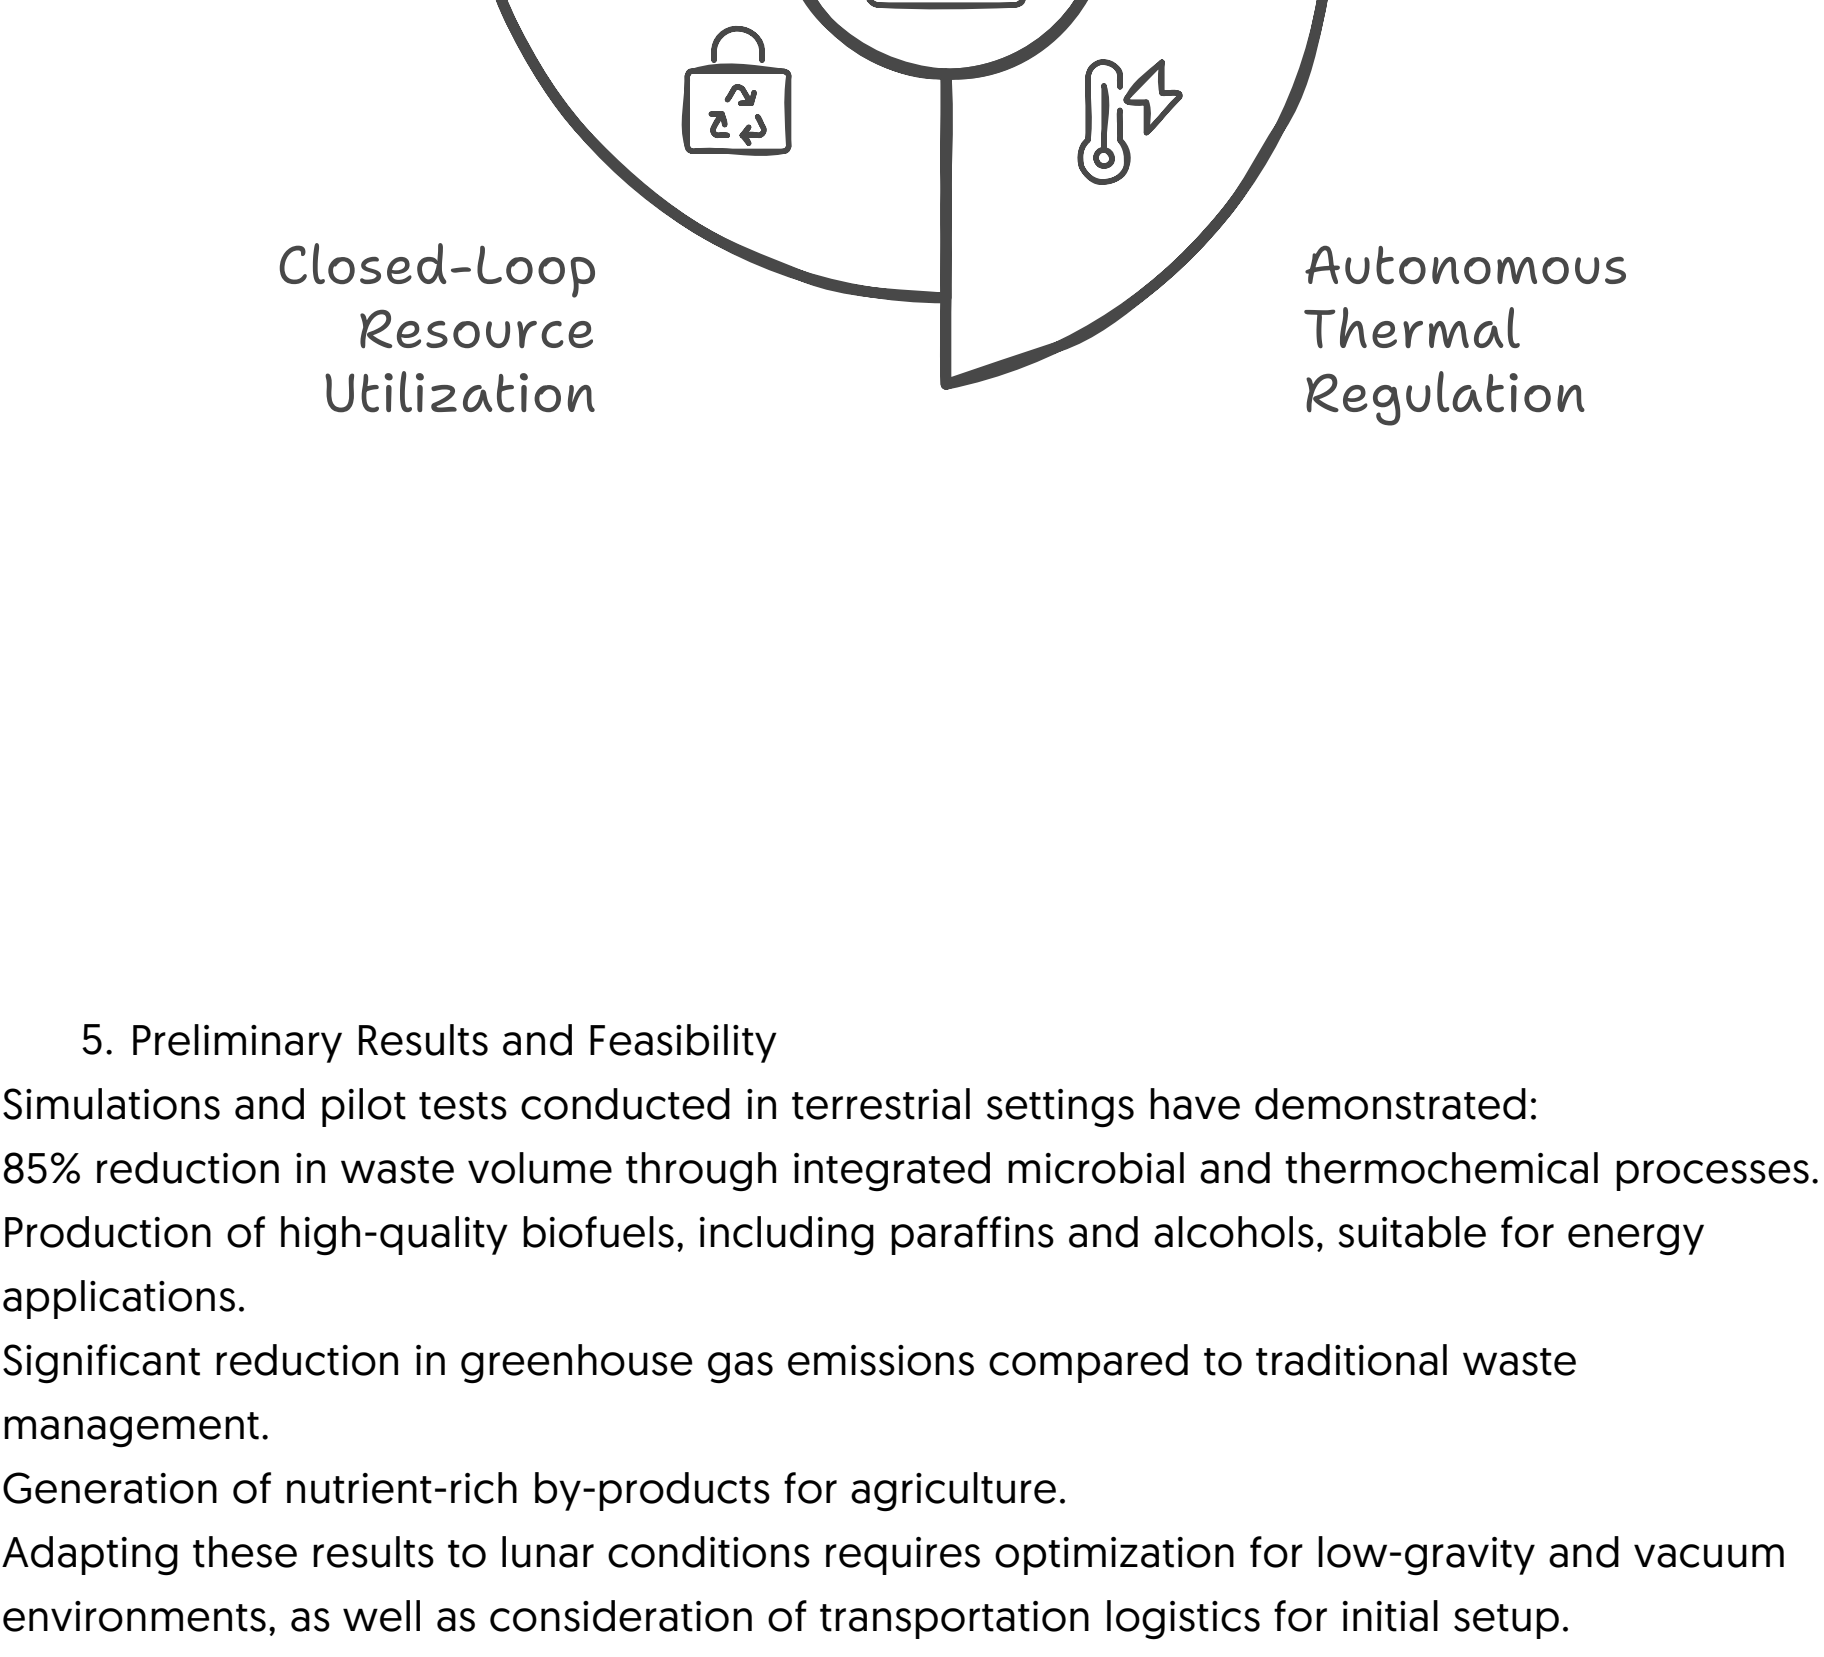 Closed-Loop
Resource
Utilization
Autonomous
Thermal
Regulation
5. Preliminary Results and Feasibility
Simulations and pilot tests conducted in terrestrial settings have demonstrated:
85% reduction in waste volume through integrated microbial and thermochemical processes.
Production of high-quality biofuels, including paraffins and alcohols, suitable for energy
applications.
Significant reduction in greenhouse gas emissions compared to traditional waste
management.
Generation of nutrient-rich by-products for agriculture.
Adapting these results to lunar conditions requires optimization for low-gravity and vacuum
environments, as well as consideration of transportation logistics for initial setup.